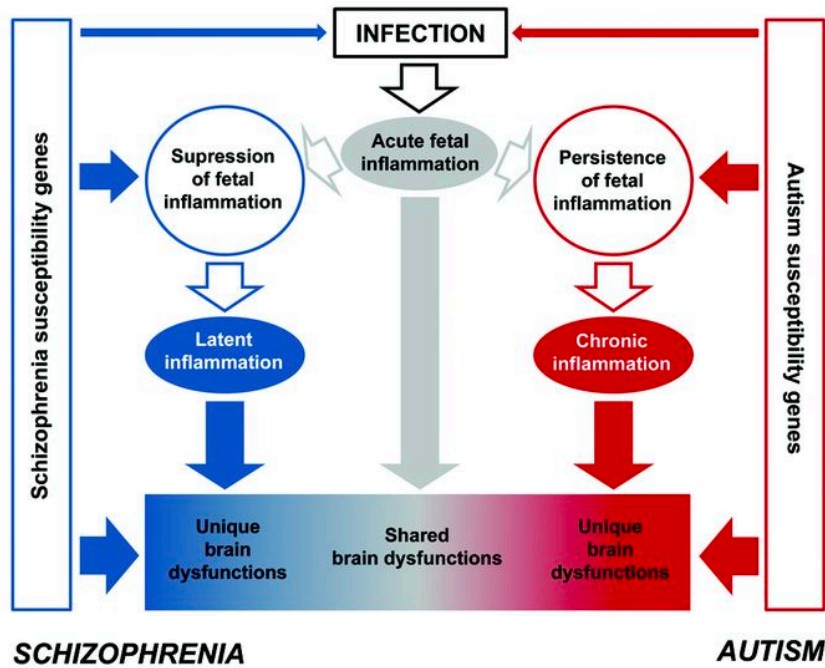 INFECTION
Schizophrenia susceptibility genes
Supression
of fetal
inflammation
Acute fetal
inflammation
Persistence
of fetal
inflammation
Autism susceptibility genes
Latent
inflammation
Chronic
inflammation
Unique
brain
dysfunctions
Shared
brain dysfunctions
Unique
brain
dysfunctions
SCHIZOPHRENIA
AUTISM